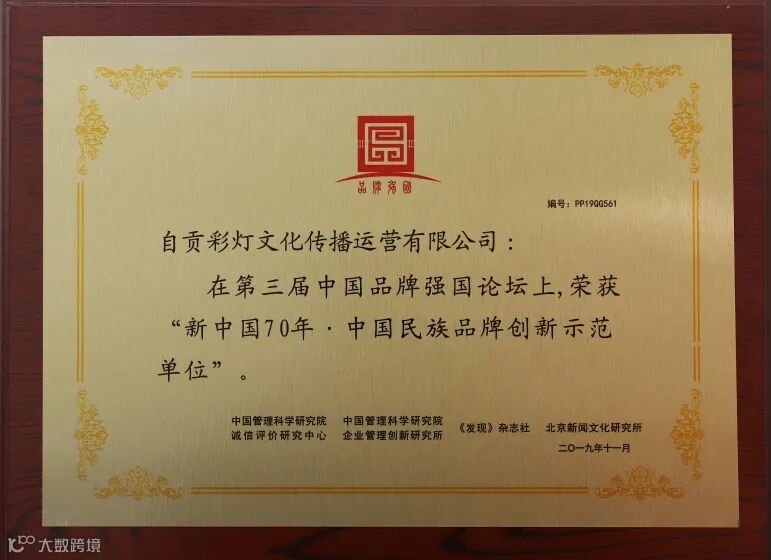 品牌强國
编号：PP19QG561
自贡彩灯文化传播运营有限公司：
在第三届中国品牌强国论坛上,荣获
“新中国70年·中国民族品牌创新示范
单位”。
中国管理科学研究院 中国管理科学研究院
诚信评价研究中心 企业管理创新研究所 《发现》杂志社 北京新闻文化研究所
二〇一九年十一月
大数跨境